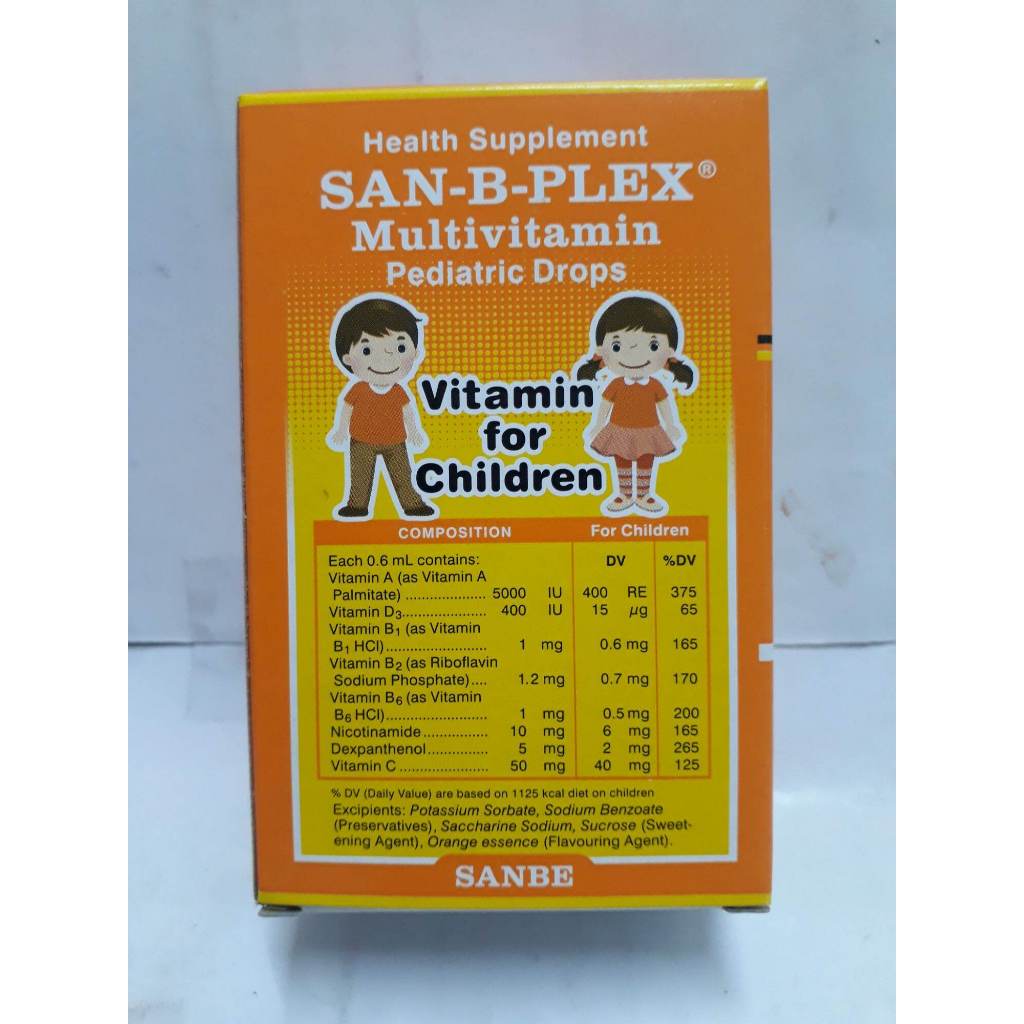 Health Supplement
SAN-B-PLEX®
Multivitamin
Pediatric Drops
Vitamin
for
Children
COMPOSITION For Children
Each 0.6 mL contains: DV %DV
Vitamin A (as Vitamin A
Palmitate) .................... 5000 IU 400 RE 375
Vitamin D3..................... 400 IU 15 µg 65
Vitamin B1 (as Vitamin
B1 HCl)......................... 1 mg 0.6 mg 165
Vitamin B2 (as Riboflavin
Sodium Phosphate).... 1.2 mg 0.7 mg 170
Vitamin B6 (as Vitamin
B6 HCl)......................... 1 mg 0.5 mg 200
Nicotinamide ................ 10 mg 6 mg 165
Dexpanthenol............... 5 mg 2 mg 265
Vitamin C ...................... 50 mg 40 mg 125
% DV (Daily Value) are based on 1125 kcal diet on children
Excipients: Potassium Sorbate, Sodium Benzoate
(Preservatives), Saccharine Sodium, Sucrose (Sweet-
ening Agent), Orange essence (Flavouring Agent).
SANBE